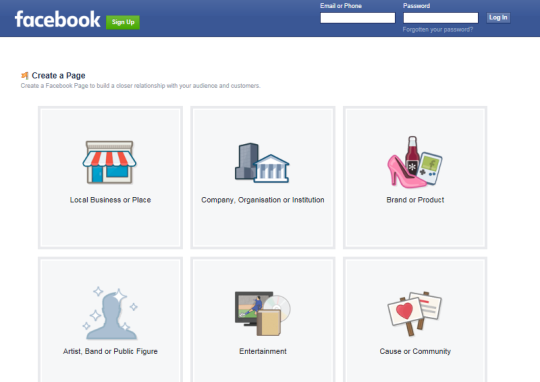 facebook
Sign Up
Email or Phone
Password
Log In
Forgotten your password?
Create a Page
Create a Facebook Page to build a closer relationship with your audience and customers.
Local Business or Place
Company, Organisation or Institution
Brand or Product
Artist, Band or Public Figure
Entertainment
Cause or Community